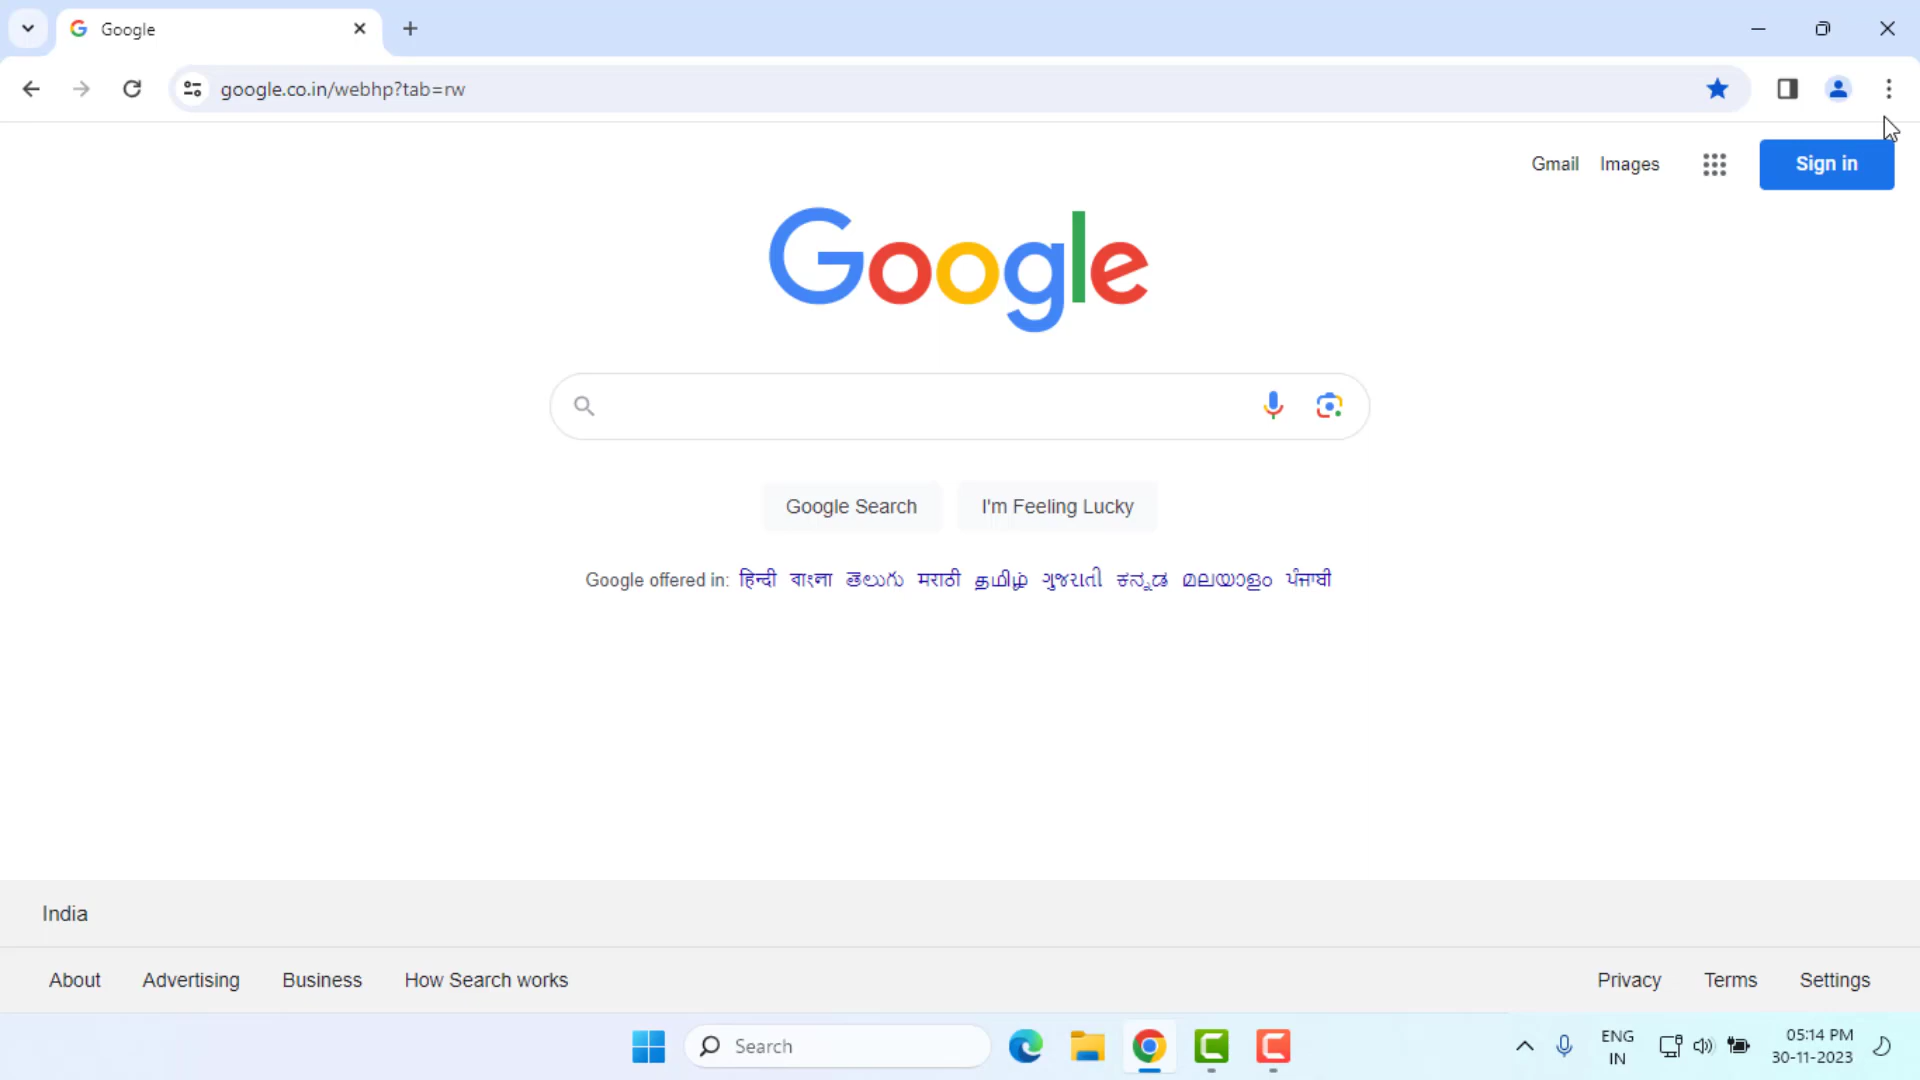 Google
google.co.in/webhp?tab=rw
Gmail Images Sign in
Google
Google Search I'm Feeling Lucky
Google offered in: हिन्दी বাংলা తెలుగు मराठी தமிழ் ગુજરાતી ಕನ್ನಡ മലയാളം ਪੰਜਾਬੀ
India
About Advertising Business How Search works Privacy Terms Settings
Search
ENG
IN
05:14 PM
30-11-2023